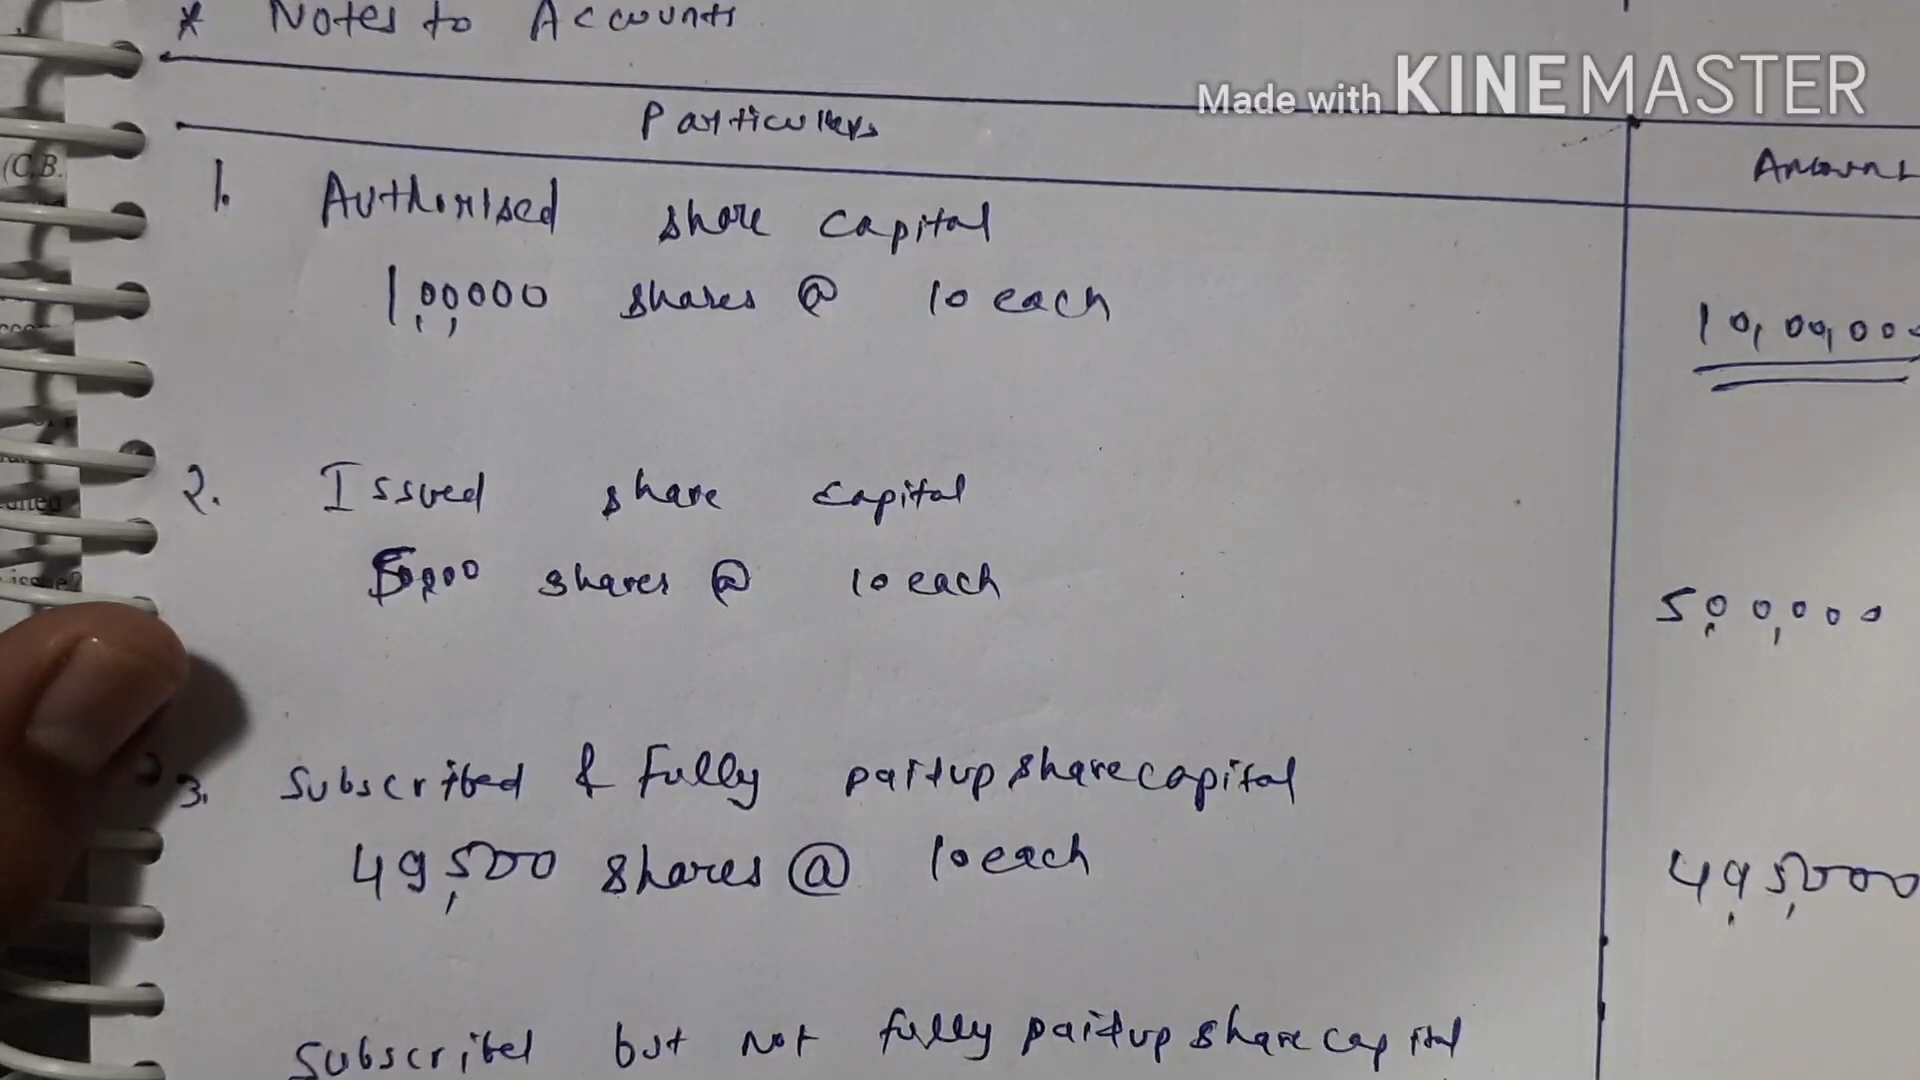 * Notes to Accounts
Made with KINEMASTER
Particulars
Amount
(C.B.
1. Authorised share capital
1,00,000 shares @ 10 each
10,00,000
2. Issued share capital
50,000 shares @ 10 each
5,00,000
3. Subscribed & fully paidup share capital
49,500 shares @ 10 each
4,95,000
Subscribed but not fully paidup share capital